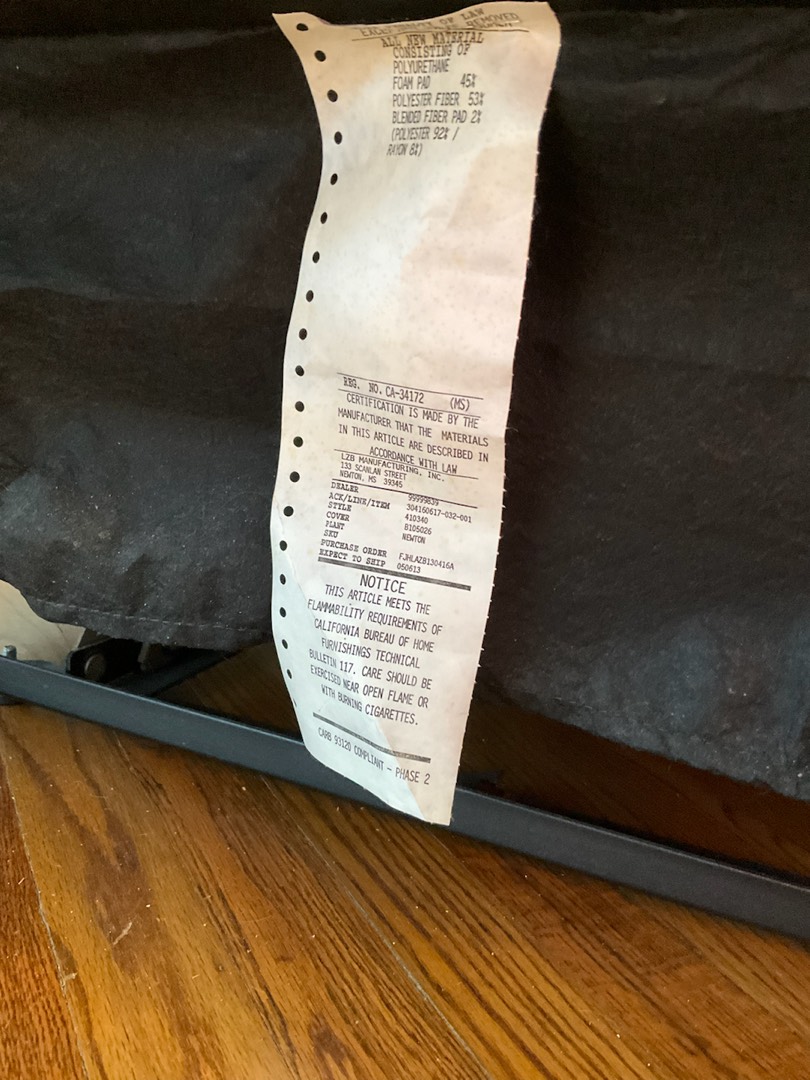 ALL NEW MATERIAL
CONSISTING OF
POLYURETHANE
FOAM PAD 45%
POLYESTER FIBER 53%
BLENDED FIBER PAD 2%
(POLYESTER 92% /
RAYON 8%)
REG. NO. CA-34172 (MS)
CERTIFICATION IS MADE BY THE
MANUFACTURER THAT THE MATERIALS
IN THIS ARTICLE ARE DESCRIBED IN
ACCORDANCE WITH LAW
LZB MANUFACTURING, INC.
133 SCANLAN STREET
NEWTON, MS 39345
DEALER 99999839
ACK/LINE/ITEM 304160617-032-001
STYLE 410340
COVER B105026
PLANT NEWTON
SKU
PURCHASE ORDER FJHLAZB130416A
EXPECT TO SHIP 050613
NOTICE
THIS ARTICLE MEETS THE
FLAMMABILITY REQUIREMENTS OF
CALIFORNIA BUREAU OF HOME
FURNISHINGS TECHNICAL
BULLETIN 117. CARE SHOULD BE
EXERCISED NEAR OPEN FLAME OR
WITH BURNING CIGARETTES.
CARB 93120 COMPLIANT - PHASE 2